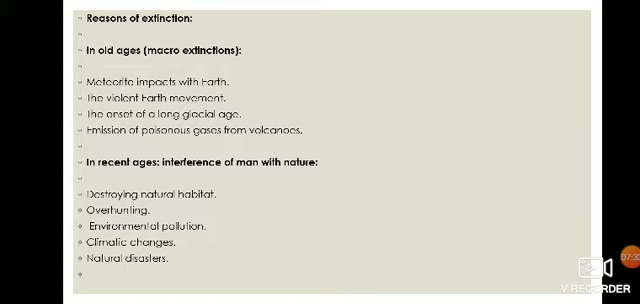 Reasons of extinction:
In old ages (macro extinctions):
Meteorite impacts with Earth.
The violent Earth movement.
The onset of a long glacial age.
Emission of poisonous gases from volcanoes.
In recent ages: interference of man with nature:
Destroying natural habitat.
Overhunting.
Environmental pollution.
Climatic changes.
Natural disasters.
07:33
V.RECORDER